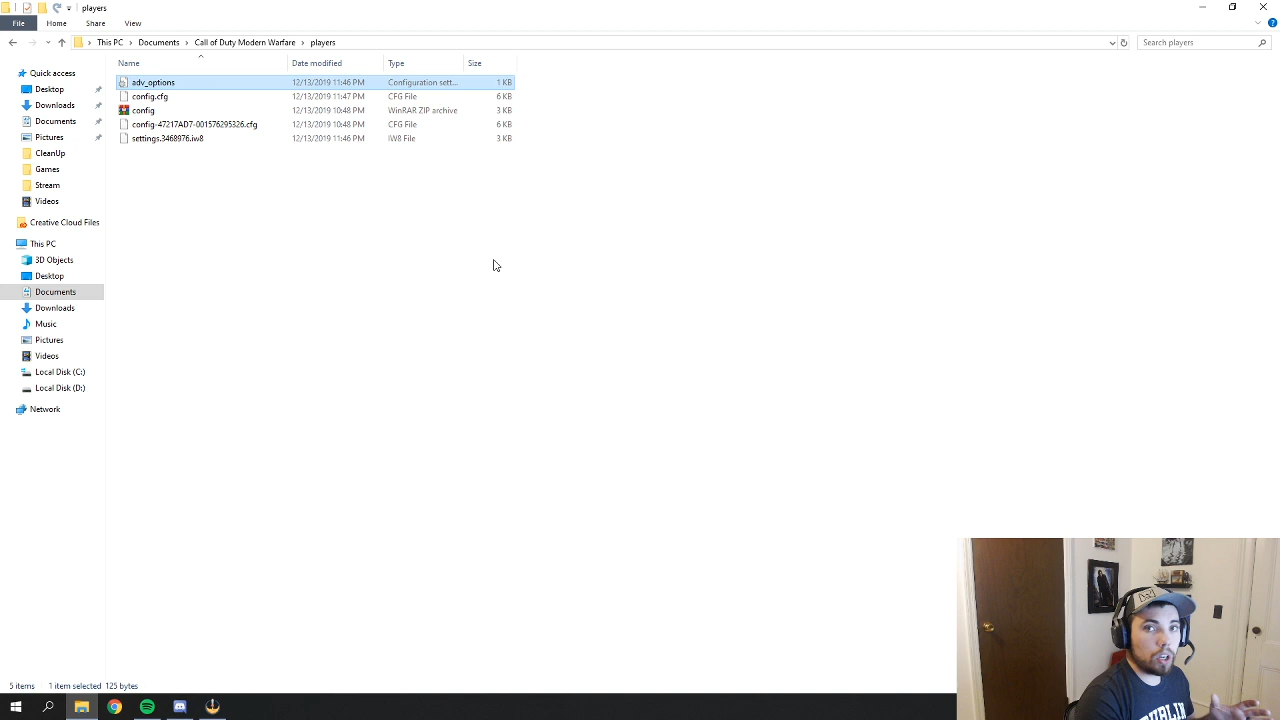 players
File Home Share View
This PC Documents Call of Duty Modern Warfare players Search players
Name Date modified Type Size
adv_options 12/13/2019 11:46 PM Configuration sett... 1 KB
config.cfg 12/13/2019 11:47 PM CFG File 6 KB
config 12/13/2019 10:48 PM WinRAR ZIP archive 3 KB
config-47217AD7-001576295326.cfg 12/13/2019 10:48 PM CFG File 6 KB
settings.3468976.iw8 12/13/2019 11:46 PM IW8 File 3 KB
Quick access
Desktop
Downloads
Documents
Pictures
CleanUp
Games
Stream
Videos
Creative Cloud Files
This PC
3D Objects
Desktop
Documents
Downloads
Music
Pictures
Videos
Local Disk (C:)
Local Disk (D:)
Network
5 items 1 item selected 125 bytes